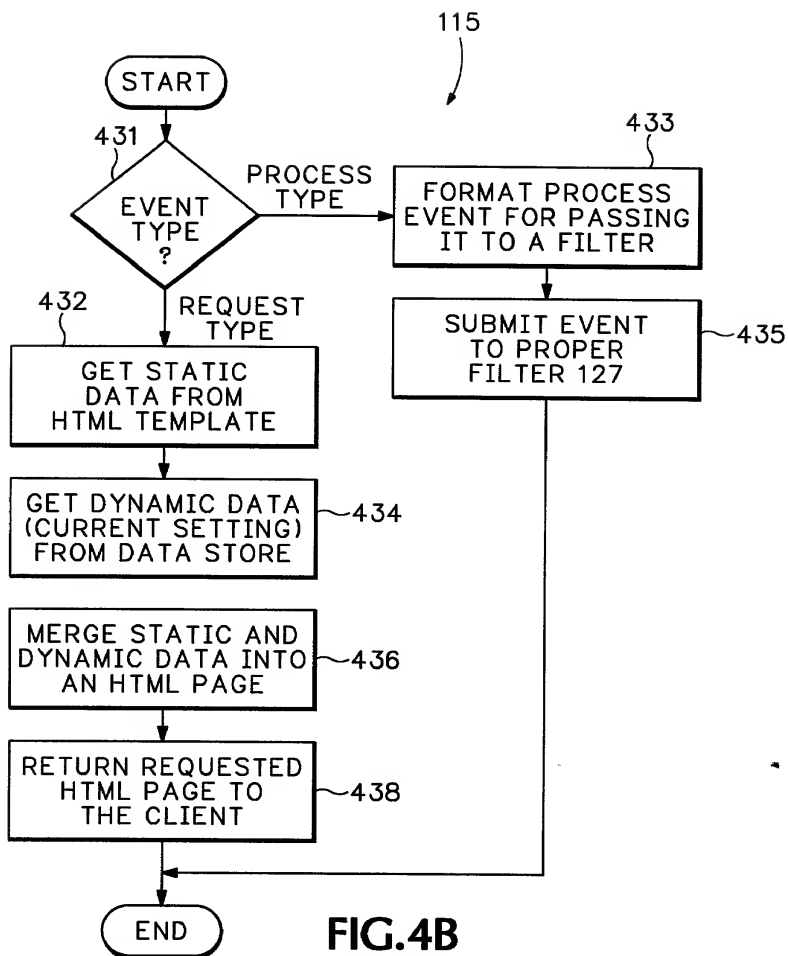 115
START
431
EVENT
TYPE
?
PROCESS
TYPE
433
FORMAT PROCESS
EVENT FOR PASSING
IT TO A FILTER
SUBMIT EVENT
TO PROPER
FILTER 127
435
REQUEST
TYPE
432
GET STATIC
DATA FROM
HTML TEMPLATE
GET DYNAMIC DATA
(CURRENT SETTING)
FROM DATA STORE
434
MERGE STATIC AND
DYNAMIC DATA INTO
AN HTML PAGE
436
RETURN REQUESTED
HTML PAGE TO
THE CLIENT
438
END
FIG.4B